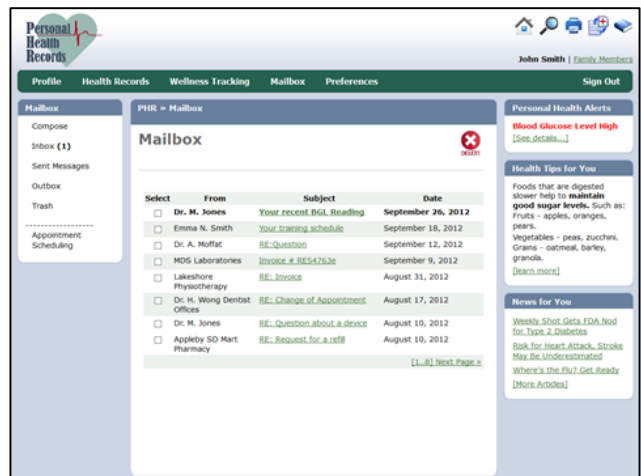 Personal
Health
Records
John Smith | Family Members
Profile Health Records Wellness Tracking Mailbox Preferences Sign Out
Mailbox
Compose
Inbox (1)
Sent Messages
Outbox
Trash
-----------------
Appointment
Scheduling
PHR » Mailbox
Mailbox
DELETE
Select From Subject Date
Dr. M. Jones Your recent BGL Reading September 26, 2012
Emma N. Smith Your training schedule September 18, 2012
Dr. A. Moffat RE:Question September 12, 2012
MDS Laboratories Invoice # RES4763e September 9, 2012
Lakeshore
Physiotherapy RE: Invoice August 31, 2012
Dr. H. Wong Dentist
Offices RE: Change of Appointment August 17, 2012
Dr. M. Jones RE: Question about a device August 10, 2012
Appleby SD Mart
Pharmacy RE: Request for a refill August 10, 2012
[1..8] Next Page »
Personal Health Alerts
Blood Glucose Level High
[See details...]
Health Tips for You
Foods that are digested
slower help to maintain
good sugar levels. Such as:
Fruits - apples, oranges,
pears.
Vegetables - peas, zucchini.
Grains - oatmeal, barley,
granola.
[learn more]
News for You
Weekly Shot Gets FDA Nod
for Type 2 Diabetes
Risk for Heart Attack, Stroke
May Be Underestimated
Where's the Flu? Get Ready
[More Articles]